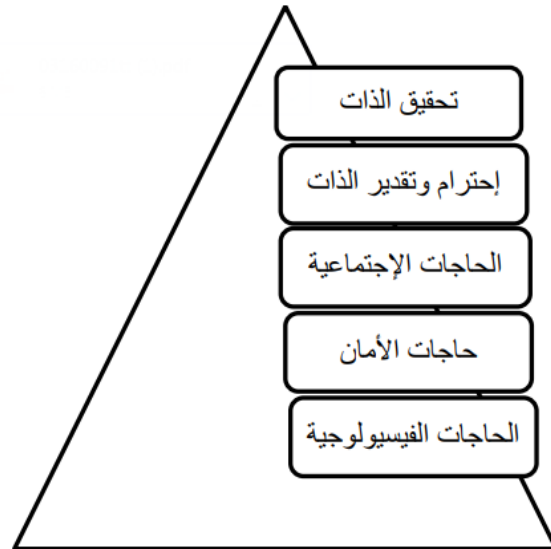 تحقيق الذات
إحترام وتقدير الذات
الحاجات الإجتماعية
حاجات الأمان
الحاجات الفيسيولوجية